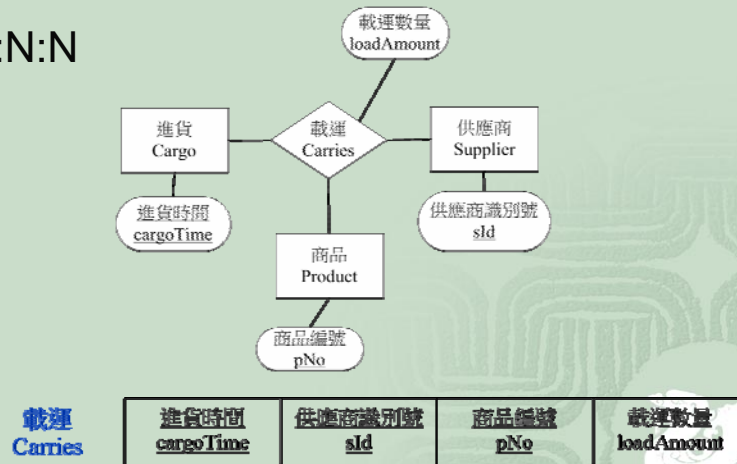 :N:N
載運數量
loadAmount
進貨
Cargo
載運
Carries
供應商
Supplier
進貨時間
cargoTime
供應商識別號
sId
商品
Product
商品編號
pNo
載運
Carries
進貨時間
cargoTime
供應商識別號
sId
商品編號
pNo
載運數量
loadAmount